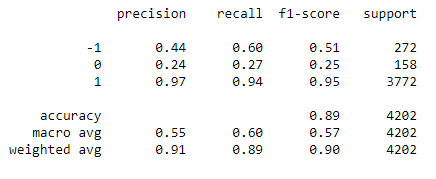 precision recall f1-score support
-1 0.44 0.60 0.51 272
0 0.24 0.27 0.25 158
1 0.97 0.94 0.95 3772
accuracy 0.89 4202
macro avg 0.55 0.60 0.57 4202
weighted avg 0.91 0.89 0.90 4202